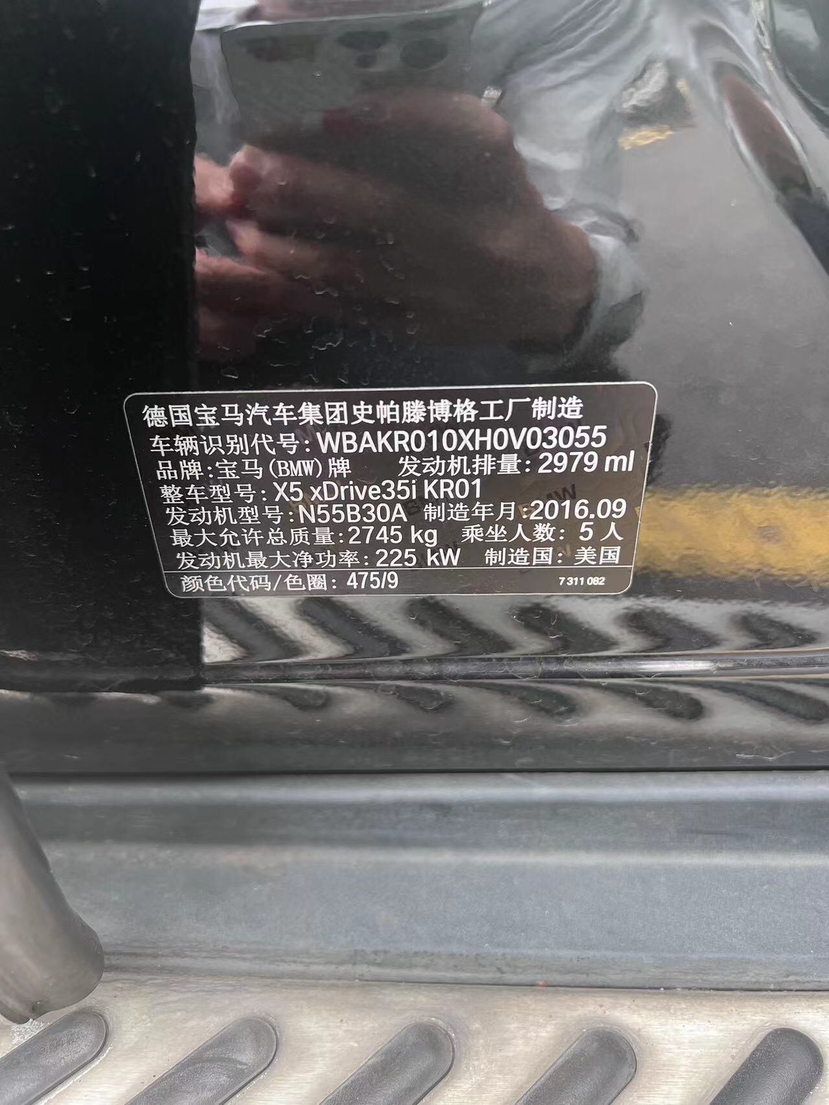 德国宝马汽车集团史帕滕博格工厂制造
车辆识别代号: WBAKR010XH0V03055
品牌:宝马(BMW)牌 发动机排量: 2979 ml
整车型号: X5 xDrive35i KR01
发动机型号: N55B30A 制造年月:2016.09
最大允许总质量: 2745 kg 乘坐人数: 5 人
发动机最大净功率: 225 kW 制造国: 美国
颜色代码/色圈: 475/9 7 311 082